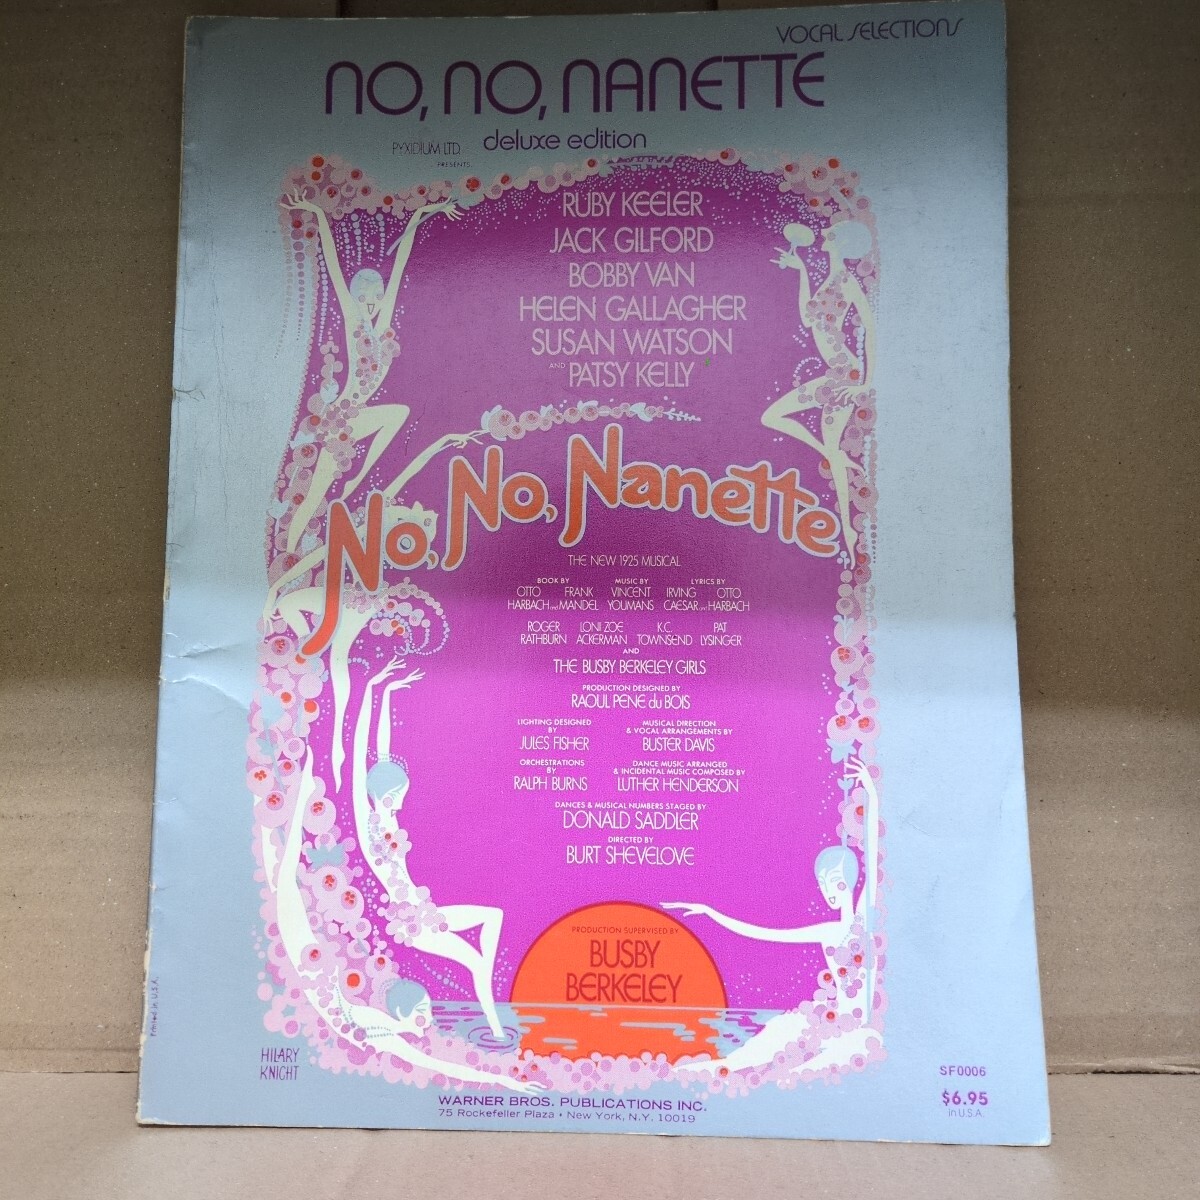 VOCAL SELECTIONS
NO, NO, NANETTE
deluxe edition
PYXIDIUM LTD.
PRESENTS
RUBY KEELER
JACK GILFORD
BOBBY VAN
HELEN GALLAGHER
SUSAN WATSON
AND PATSY KELLY
No, No, Nanette
THE NEW 1925 MUSICAL
BOOK BY
OTTO HARBACH and FRANK MANDEL
MUSIC BY
VINCENT YOUMANS
LYRICS BY
IRVING CAESAR and OTTO HARBACH
ROGER RATHBURN
LONI ZOE ACKERMAN
K.C. TOWNSEND
PAT LYSINGER
AND
THE BUSBY BERKELEY GIRLS
PRODUCTION DESIGNED BY
RAOUL PENE du BOIS
LIGHTING DESIGNED
BY
JULES FISHER
MUSICAL DIRECTION
& VOCAL ARRANGEMENTS BY
BUSTER DAVIS
ORCHESTRATIONS
BY
RALPH BURNS
DANCE MUSIC ARRANGED
& INCIDENTAL MUSIC COMPOSED BY
LUTHER HENDERSON
DANCES & MUSICAL NUMBERS STAGED BY
DONALD SADDLER
DIRECTED BY
BURT SHEVELOVE
PRODUCTION SUPERVISED BY
BUSBY
BERKELEY
Printed in U.S.A.
HILARY
KNIGHT
SF0006
$6.95
in U.S.A.
WARNER BROS. PUBLICATIONS INC.
75 Rockefeller Plaza • New York, N.Y. 10019